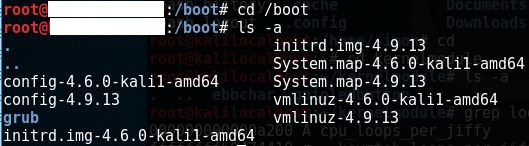 root@ :/boot# cd /boot
root@ :/boot# ls -a
. initrd.img-4.9.13
.. System.map-4.6.0-kali1-amd64
config-4.6.0-kali1-amd64 System.map-4.9.13
config-4.9.13 vmlinuz-4.6.0-kali1-amd64
grub vmlinuz-4.9.13
initrd.img-4.6.0-kali1-amd64